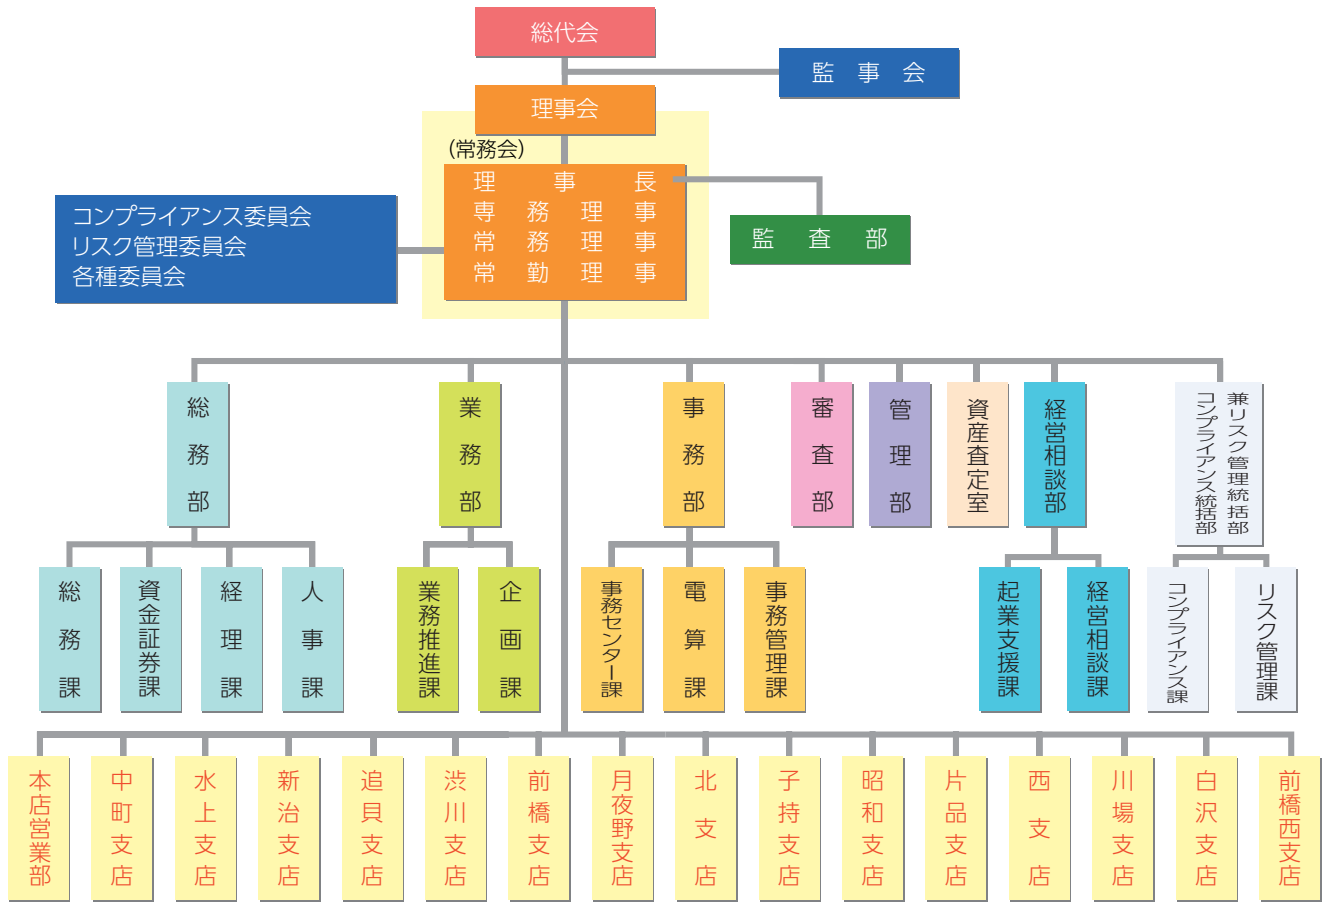 総代会
監事会
理事会
(常務会)
理事長
専務理事
常務理事
常勤理事
監査部
コンプライアンス委員会
リスク管理委員会
各種委員会
総務部
業務部
事務部
審査部
管理部
資産査定室
経営相談部
兼リスク管理統括部
コンプライアンス統括部
総務課
資金証券課
経理課
人事課
業務推進課
企画課
事務センター課
電算課
事務管理課
起業支援課
経営相談課
コンプライアンス課
リスク管理課
本店営業部
中町支店
水上支店
新治支店
追貝支店
渋川支店
前橋支店
月夜野支店
北支店
子持支店
昭和支店
片品支店
西支店
川場支店
白沢支店
前橋西支店